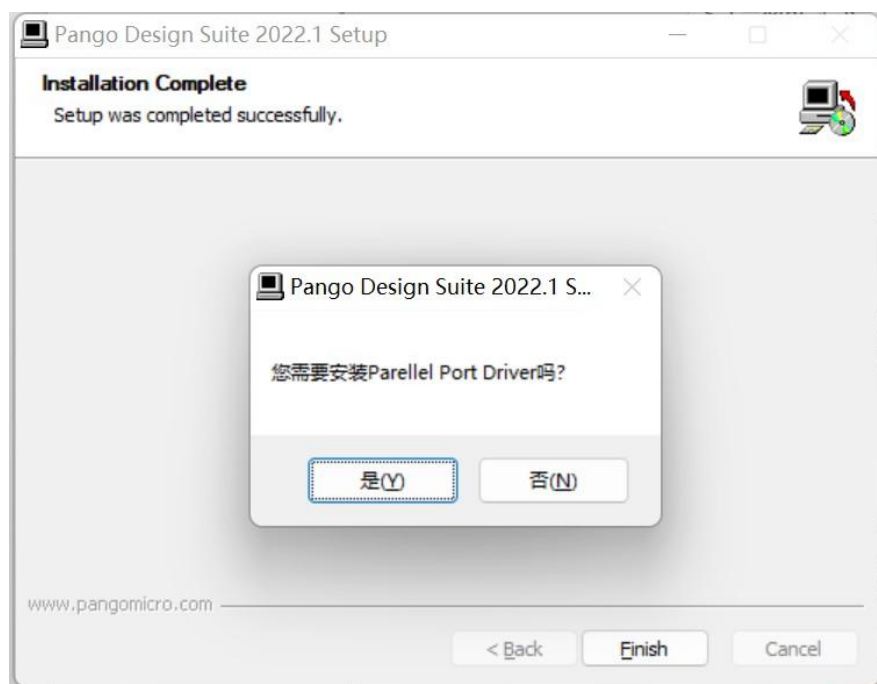 Pango Design Suite 2022.1 Setup
Installation Complete
Setup was completed successfully.
Pango Design Suite 2022.1 S...
您需要安装Parellel Port Driver吗?
是(Y)
否(N)
www.pangomicro.com
< Back
Finish
Cancel